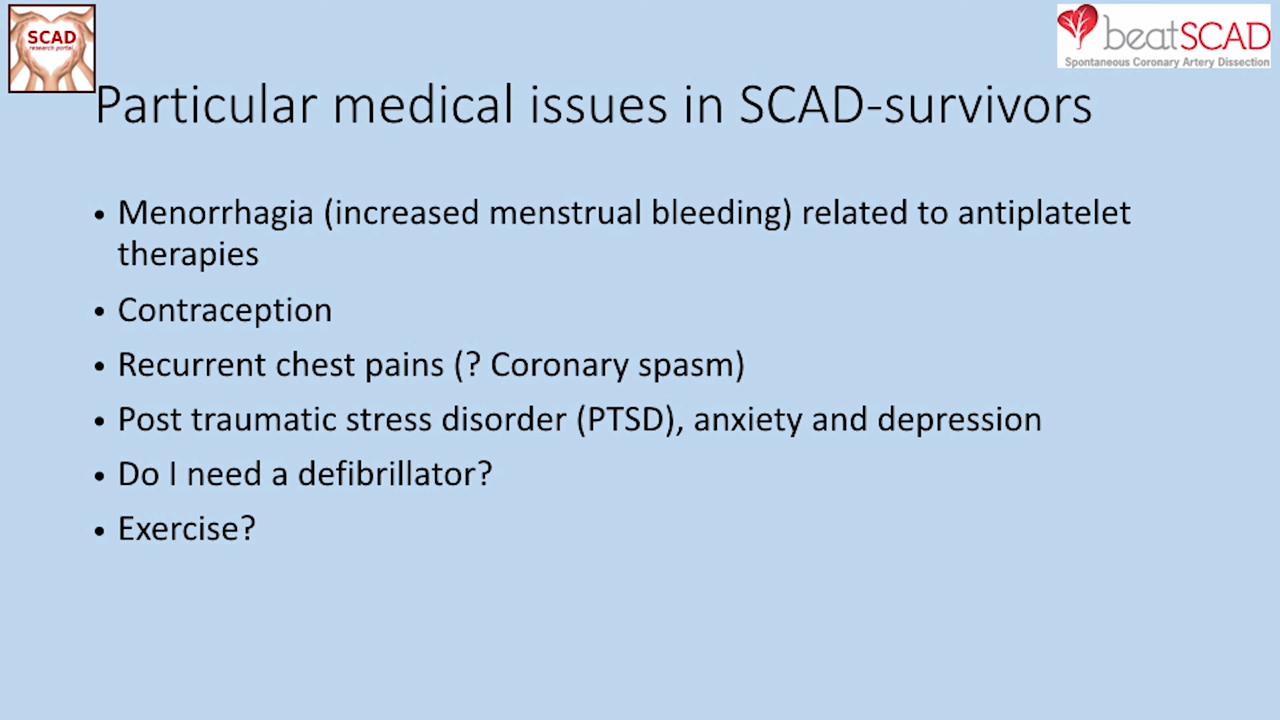 SCAD
research portal
beatSCAD
Spontaneous Coronary Artery Dissection
Particular medical issues in SCAD-survivors
• Menorrhagia (increased menstrual bleeding) related to antiplatelet
therapies
• Contraception
• Recurrent chest pains (? Coronary spasm)
• Post traumatic stress disorder (PTSD), anxiety and depression
• Do I need a defibrillator?
• Exercise?